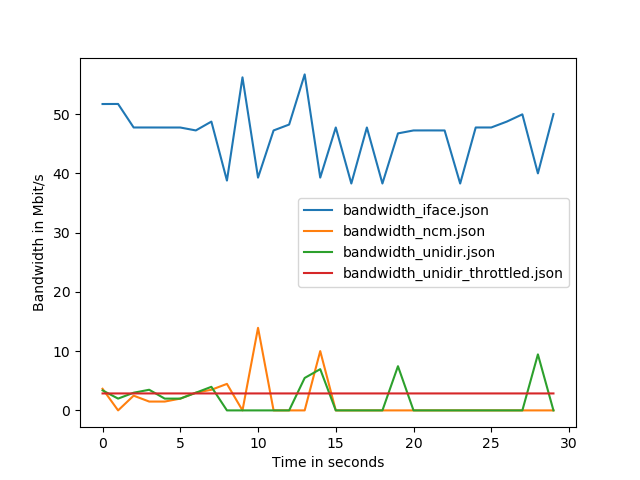 Bandwidth in Mbit/s
50
40
30
20
10
0
bandwidth_iface.json
bandwidth_ncm.json
bandwidth_unidir.json
bandwidth_unidir_throttled.json
0 5 10 15 20 25 30
Time in seconds